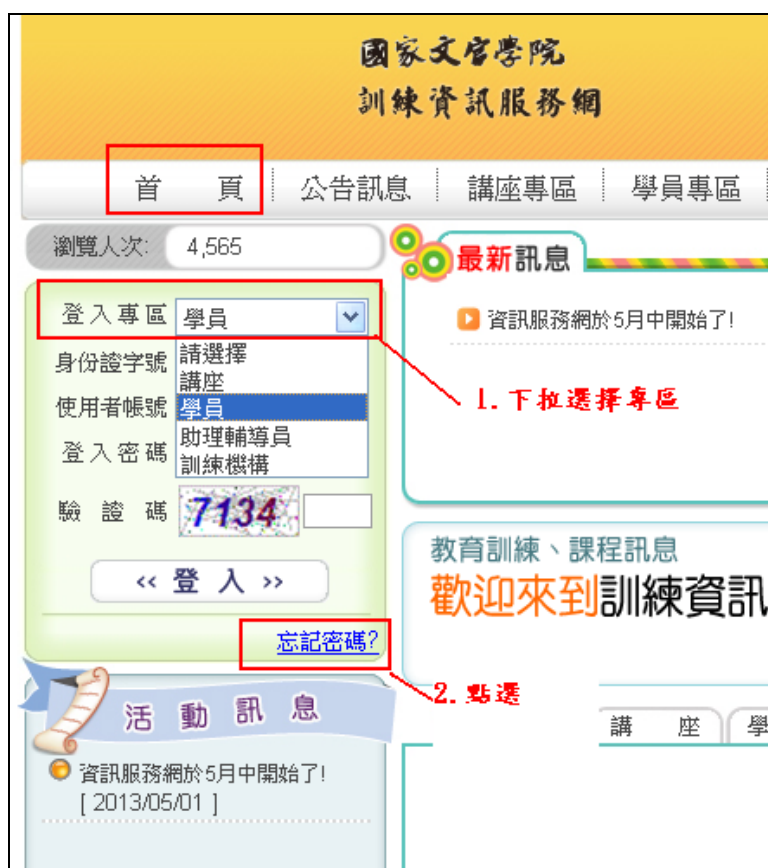 國家文官學院
訓練資訊服務網
首 頁
公告訊息
講座專區
學員專區
瀏覽人次: 4,565
登入專區 學員
身份證字號
使用者帳號
登入密碼
請選擇
講座
學員
助理輔導員
訓練機構
驗 證 碼 7134
‹‹ 登 入 ››
忘記密碼?
最新訊息
資訊服務網於5月中開始了!
1. 下拉選擇專區
教育訓練、課程訊息
歡迎來到訓練資訊
2. 點選
講 座
學
活動訊息
資訊服務網於5月中開始了!
[ 2013/05/01 ]